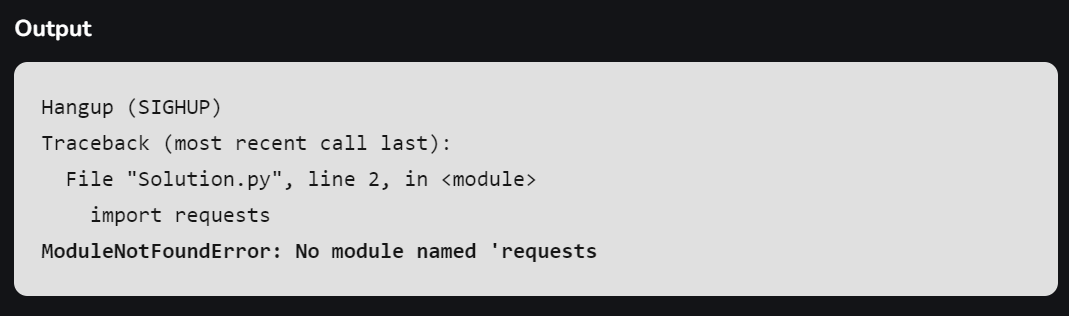 Output
Hangup (SIGHUP)
Traceback (most recent call last):
File "Solution.py", line 2, in <module>
import requests
ModuleNotFoundError: No module named 'requests